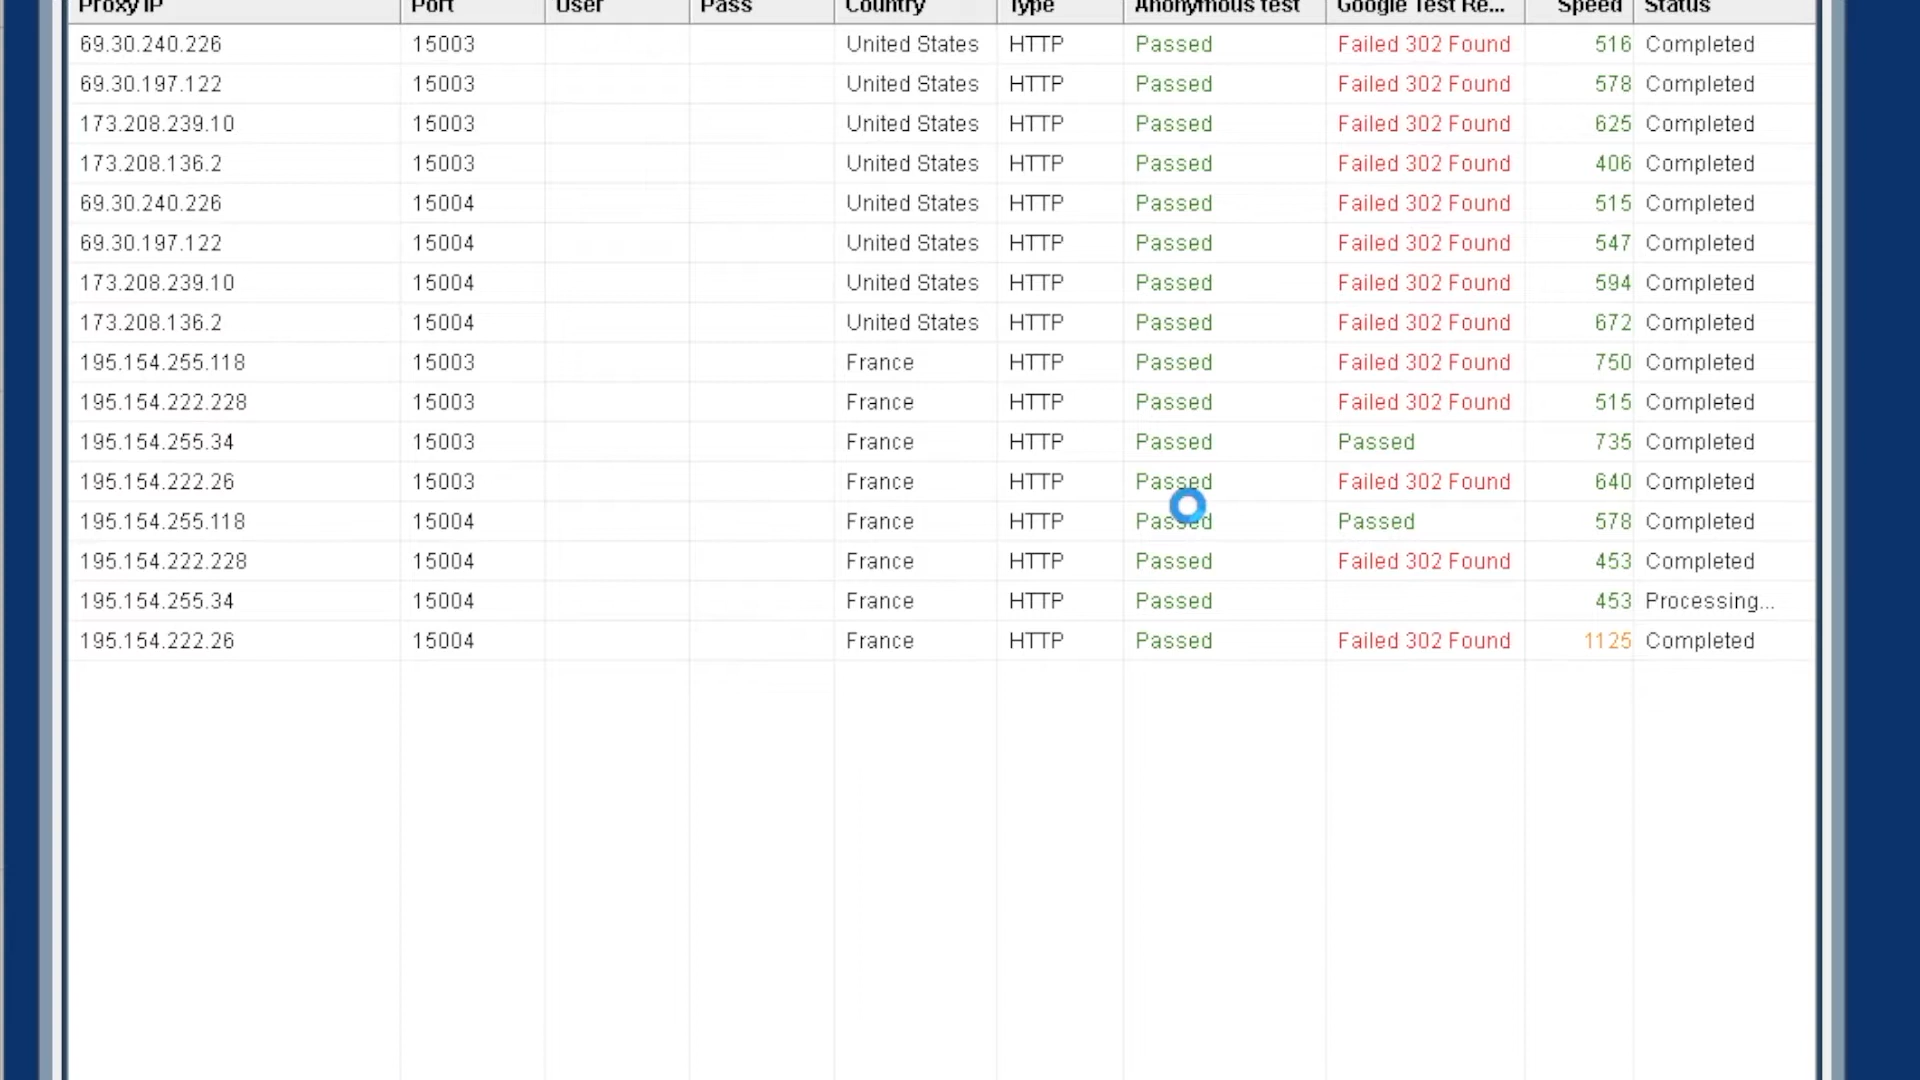 Proxy IP Port User Pass Country Type Anonymous test Google Test Re... Speed Status
69.30.240.226 15003 United States HTTP Passed Failed 302 Found 516 Completed
69.30.197.122 15003 United States HTTP Passed Failed 302 Found 578 Completed
173.208.239.10 15003 United States HTTP Passed Failed 302 Found 625 Completed
173.208.136.2 15003 United States HTTP Passed Failed 302 Found 406 Completed
69.30.240.226 15004 United States HTTP Passed Failed 302 Found 515 Completed
69.30.197.122 15004 United States HTTP Passed Failed 302 Found 547 Completed
173.208.239.10 15004 United States HTTP Passed Failed 302 Found 594 Completed
173.208.136.2 15004 United States HTTP Passed Failed 302 Found 672 Completed
195.154.255.118 15003 France HTTP Passed Failed 302 Found 750 Completed
195.154.222.228 15003 France HTTP Passed Failed 302 Found 515 Completed
195.154.255.34 15003 France HTTP Passed Passed 735 Completed
195.154.222.26 15003 France HTTP Passed Failed 302 Found 640 Completed
195.154.255.118 15004 France HTTP Passed Passed 578 Completed
195.154.222.228 15004 France HTTP Passed Failed 302 Found 453 Completed
195.154.255.34 15004 France HTTP Passed 453 Processing...
195.154.222.26 15004 France HTTP Passed Failed 302 Found 1125 Completed